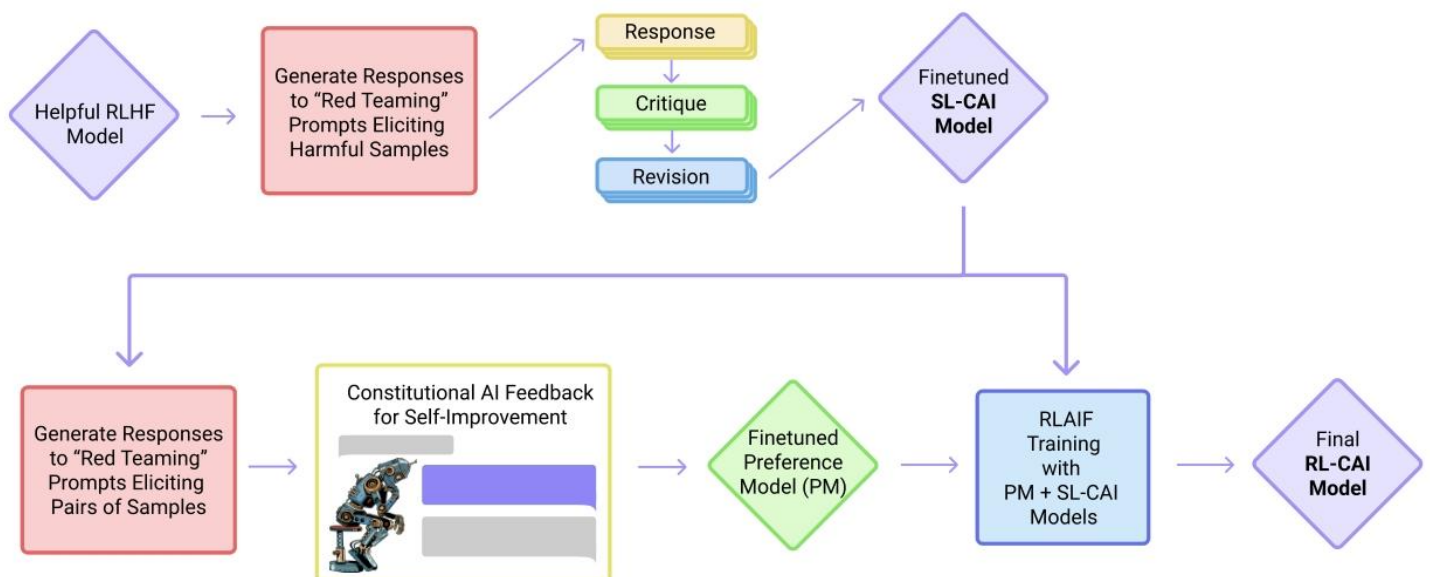 Helpful RLHF
Model
Generate Responses
to “Red Teaming”
Prompts Eliciting
Harmful Samples
Response
Critique
Revision
Finetuned
SL-CAI
Model
Generate Responses
to “Red Teaming”
Prompts Eliciting
Pairs of Samples
Constitutional AI Feedback
for Self-Improvement
Finetuned
Preference
Model (PM)
RLAIF
Training
with
PM + SL-CAI
Models
Final
RL-CAI
Model